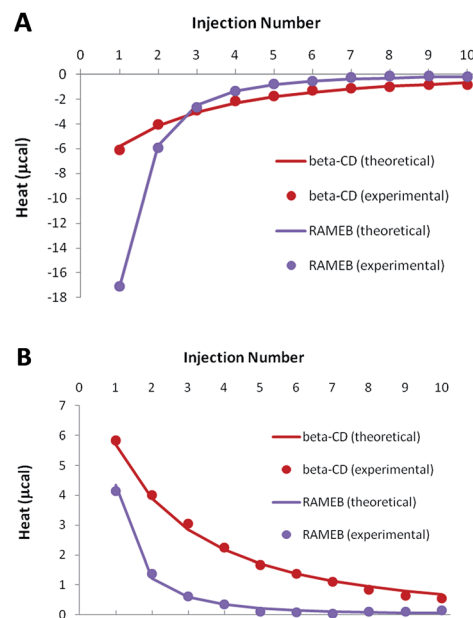 A
Injection Number
0 1 2 3 4 5 6 7 8 9 10
0
-2
-4
-6
-8
-10
-12
-14
-16
-18
Heat (µcal)
beta-CD (theoretical)
beta-CD (experimental)
RAMEB (theoretical)
RAMEB (experimental)
B
Injection Number
0 1 2 3 4 5 6 7 8 9 10
7
6
5
4
3
2
1
0
Heat (µcal)
beta-CD (theoretical)
beta-CD (experimental)
RAMEB (theoretical)
RAMEB (experimental)